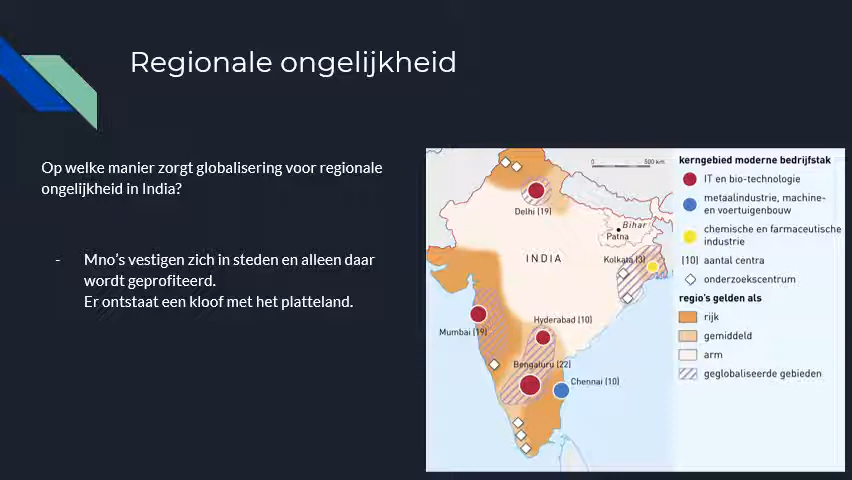 Regionale ongelijkheid
Op welke manier zorgt globalisering voor regionale
ongelijkheid in India?
- Mno's vestigen zich in steden en alleen daar
wordt geprofiteerd.
Er ontstaat een kloof met het platteland.
0 500 km
Delhi (19)
Bihar
Patna
INDIA
Kolkata (3)
Mumbai (19)
Hyderabad (10)
Bengaluru (22)
Chennai (10)
kerngebied moderne bedrijfstak
IT en bio-technologie
metaalindustrie, machine-
en voertuigenbouw
chemische en farmaceutische
industrie
(10) aantal centra
onderzoekscentrum
regio's gelden als
rijk
gemiddeld
arm
geglobaliseerde gebieden